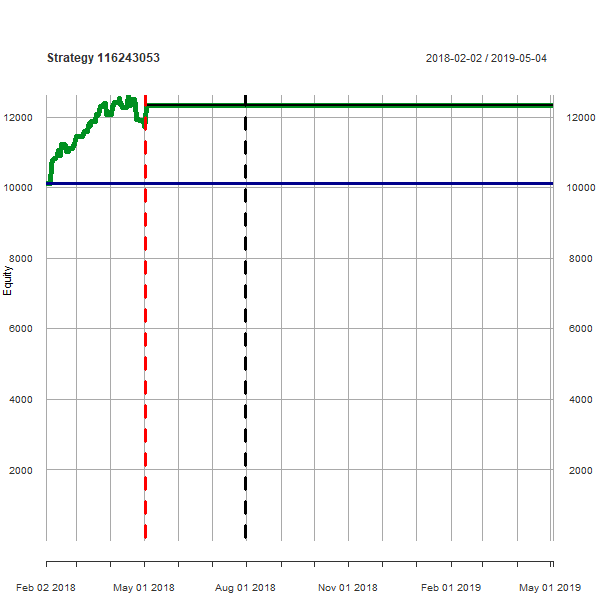 Strategy 116243053
2018-02-02 / 2019-05-04
12000
12000
10000
10000
8000
8000
Equity
6000
6000
4000
4000
2000
2000
Feb 02 2018
May 01 2018
Aug 01 2018
Nov 01 2018
Feb 01 2019
May 01 2019